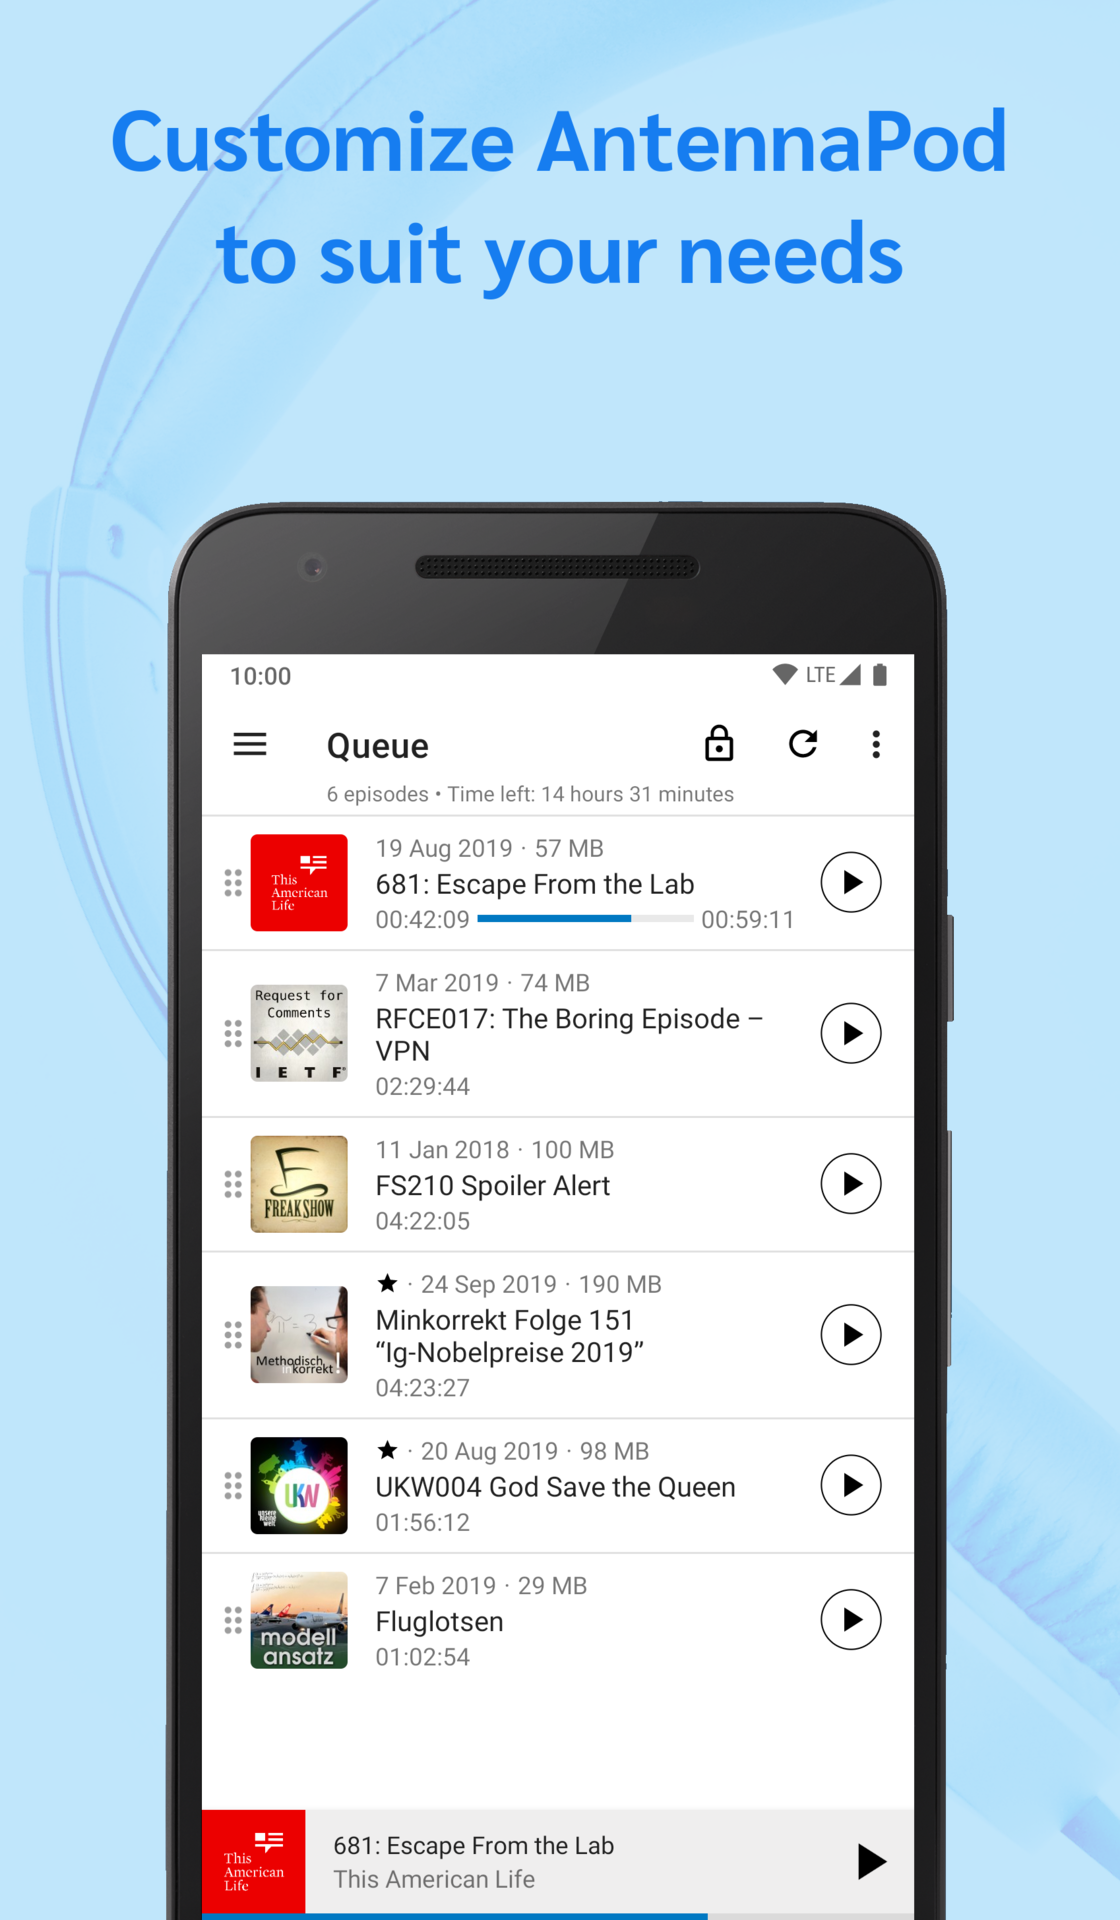 Customize AntennaPod
to suit your needs
10:00
LTE
Queue
6 episodes • Time left: 14 hours 31 minutes
This
American
Life
19 Aug 2019 · 57 MB
681: Escape From the Lab
00:42:09
00:59:11
Request for
Comments
I E T F
7 Mar 2019 · 74 MB
RFCE017: The Boring Episode –
VPN
02:29:44
FREAK SHOW
11 Jan 2018 · 100 MB
FS210 Spoiler Alert
04:22:05
Methodisch
inkorrekt!
★ · 24 Sep 2019 · 190 MB
Minkorrekt Folge 151
“Ig-Nobelpreise 2019”
04:23:27
UKW
unsere
kleine
welt
★ · 20 Aug 2019 · 98 MB
UKW004 God Save the Queen
01:56:12
modell
ansatz
7 Feb 2019 · 29 MB
Fluglotsen
01:02:54
This
American
Life
681: Escape From the Lab
This American Life